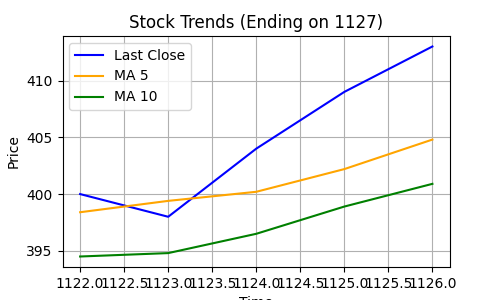 Stock Trends (Ending on 1127)
Last Close
MA 5
MA 10
Price
410
405
400
395
1122.0 1122.5 1123.0 1123.5 1124.0 1124.5 1125.0 1125.5 1126.0
Time